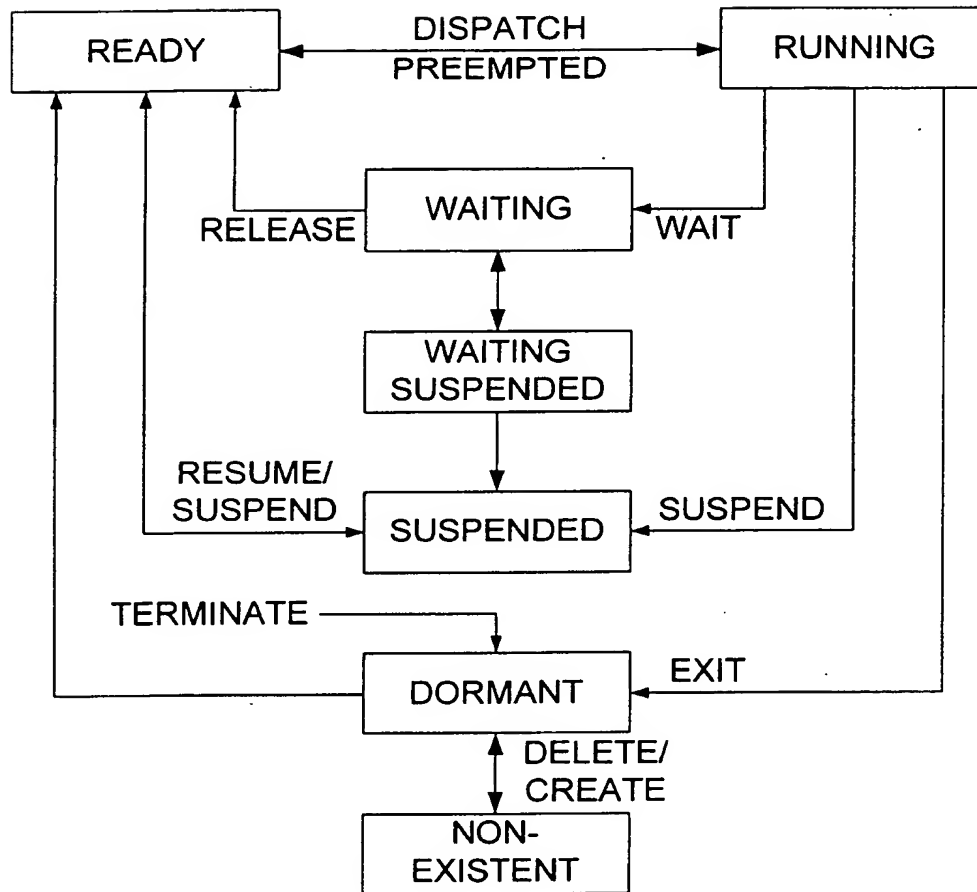 READY
DISPATCH
PREEMPTED
RUNNING
WAITING
RELEASE
WAIT
WAITING
SUSPENDED
RESUME/
SUSPEND
SUSPENDED
SUSPEND
TERMINATE
DORMANT
EXIT
DELETE/
CREATE
NON-
EXISTENT